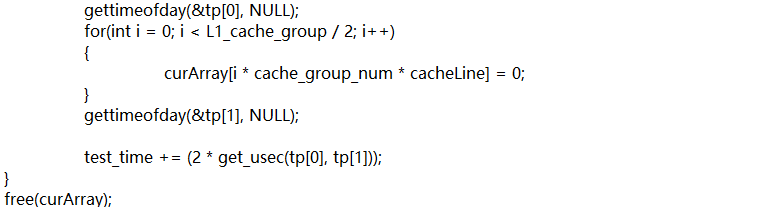 gettimeofday(&tp[0], NULL);
for(int i = 0; i < L1_cache_group / 2; i++)
{
curArray[i * cache_group_num * cacheLine] = 0;
}
gettimeofday(&tp[1], NULL);
test_time += (2 * get_usec(tp[0], tp[1]));
}
free(curArray);